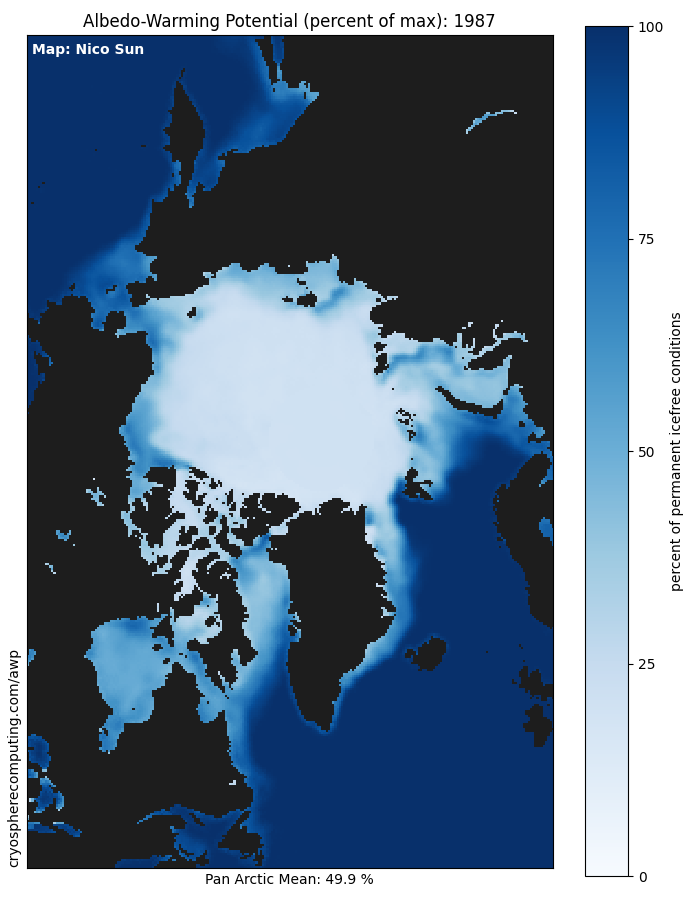 Albedo-Warming Potential (percent of max): 1987
Map: Nico Sun
100
75
50
25
0
percent of permanent icefree conditions
cryospherecomputing.com/awp
Pan Arctic Mean: 49.9 %